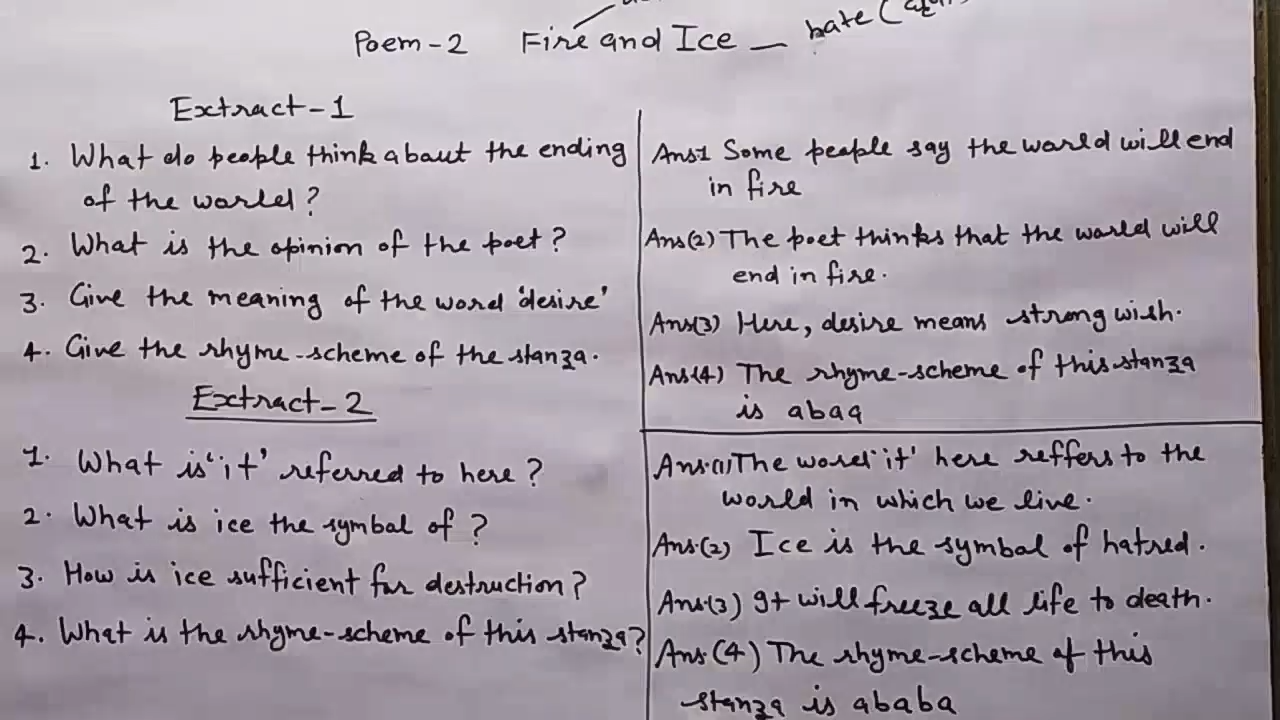 Poem-2 Fire and Ice - hate
Extract-1
1. What do people think about the ending
of the world?
2. What is the opinion of the poet?
3. Give the meaning of the word 'desire'
4. Give the rhyme-scheme of the stanza.
Ans1 Some people say the world will end
in fire
Ans(2) The poet thinks that the world will
end in fire.
Ans(3) Here, desire means strong wish.
Ans(4) The rhyme-scheme of this stanza
is abaa
Extract-2
1. What is 'it' referred to here?
2. What is ice the symbol of?
3. How is ice sufficient for destruction?
4. What is the rhyme-scheme of this stanza?
Ans.(1) The word 'it' here reffers to the
world in which we live.
Ans.(2) Ice is the symbol of hatred.
Ans.(3) It will freeze all life to death.
Ans.(4) The rhyme-scheme of this
stanza is ababa